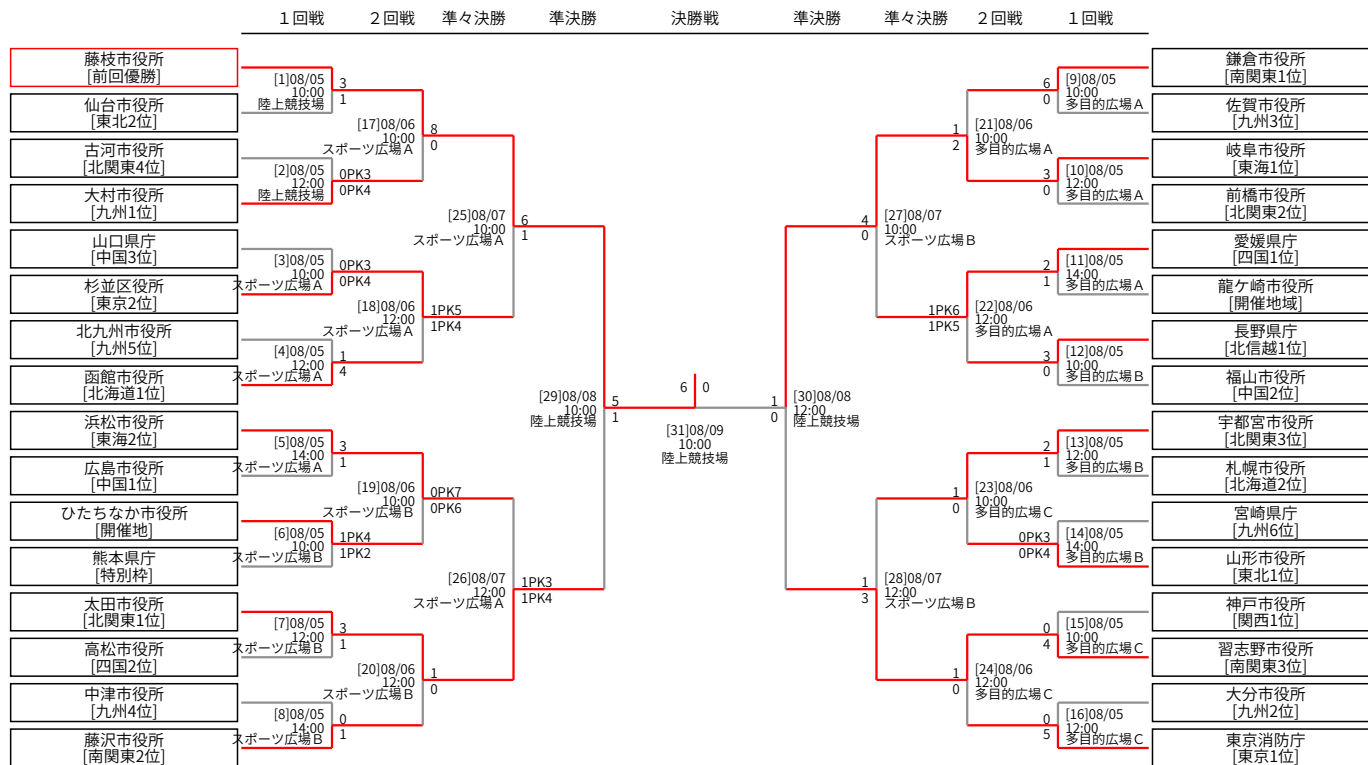 １回戦
２回戦
準々決勝
準決勝
決勝戦
準決勝
準々決勝
２回戦
１回戦
藤枝市役所
[前回優勝]
仙台市役所
[東北2位]
古河市役所
[北関東4位]
大村市役所
[九州1位]
山口県庁
[中国3位]
杉並区役所
[東京2位]
北九州市役所
[九州5位]
函館市役所
[北海道1位]
浜松市役所
[東海2位]
広島市役所
[中国1位]
ひたちなか市役所
[開催地]
熊本県庁
[特別枠]
太田市役所
[北関東1位]
高松市役所
[四国2位]
中津市役所
[九州4位]
藤沢市役所
[南関東2位]
[1]08/05
10:00
陸上競技場
3
1
[2]08/05
12:00
陸上競技場
0PK3
0PK4
[3]08/05
10:00
スポーツ広場Ａ
0PK3
0PK4
[4]08/05
12:00
スポーツ広場Ａ
1
4
[5]08/05
14:00
スポーツ広場Ａ
3
1
[6]08/05
10:00
スポーツ広場Ｂ
1PK4
1PK2
[7]08/05
12:00
スポーツ広場Ｂ
3
1
[8]08/05
14:00
スポーツ広場Ｂ
0
1
[17]08/06
10:00
スポーツ広場Ａ
8
0
[18]08/06
12:00
スポーツ広場Ａ
1PK5
1PK4
[19]08/06
10:00
スポーツ広場Ｂ
0PK7
0PK6
[20]08/06
12:00
スポーツ広場Ｂ
1
0
[25]08/07
10:00
スポーツ広場Ａ
6
1
[26]08/07
12:00
スポーツ広場Ａ
1PK3
1PK4
[29]08/08
10:00
陸上競技場
5
1
6
0
[31]08/09
10:00
陸上競技場
1
0
[30]08/08
12:00
陸上競技場
4
0
[27]08/07
10:00
スポーツ広場Ｂ
1
3
[28]08/07
12:00
スポーツ広場Ｂ
1
2
[21]08/06
10:00
多目的広場Ａ
1PK6
1PK5
[22]08/06
12:00
多目的広場Ａ
1
0
[23]08/06
10:00
多目的広場Ｃ
1
0
[24]08/06
12:00
多目的広場Ｃ
6
0
[9]08/05
10:00
多目的広場Ａ
3
0
[10]08/05
12:00
多目的広場Ａ
2
1
[11]08/05
14:00
多目的広場Ａ
3
0
[12]08/05
10:00
多目的広場Ｂ
2
1
[13]08/05
12:00
多目的広場Ｂ
0PK3
0PK4
[14]08/05
14:00
多目的広場Ｂ
0
4
[15]08/05
10:00
多目的広場Ｃ
0
5
[16]08/05
12:00
多目的広場Ｃ
鎌倉市役所
[南関東1位]
佐賀市役所
[九州3位]
岐阜市役所
[東海1位]
前橋市役所
[北関東2位]
愛媛県庁
[四国1位]
龍ケ崎市役所
[開催地域]
長野県庁
[北信越1位]
福山市役所
[中国2位]
宇都宮市役所
[北関東3位]
札幌市役所
[北海道2位]
宮崎県庁
[九州6位]
山形市役所
[東北1位]
神戸市役所
[関西1位]
習志野市役所
[南関東3位]
大分市役所
[九州2位]
東京消防庁
[東京1位]